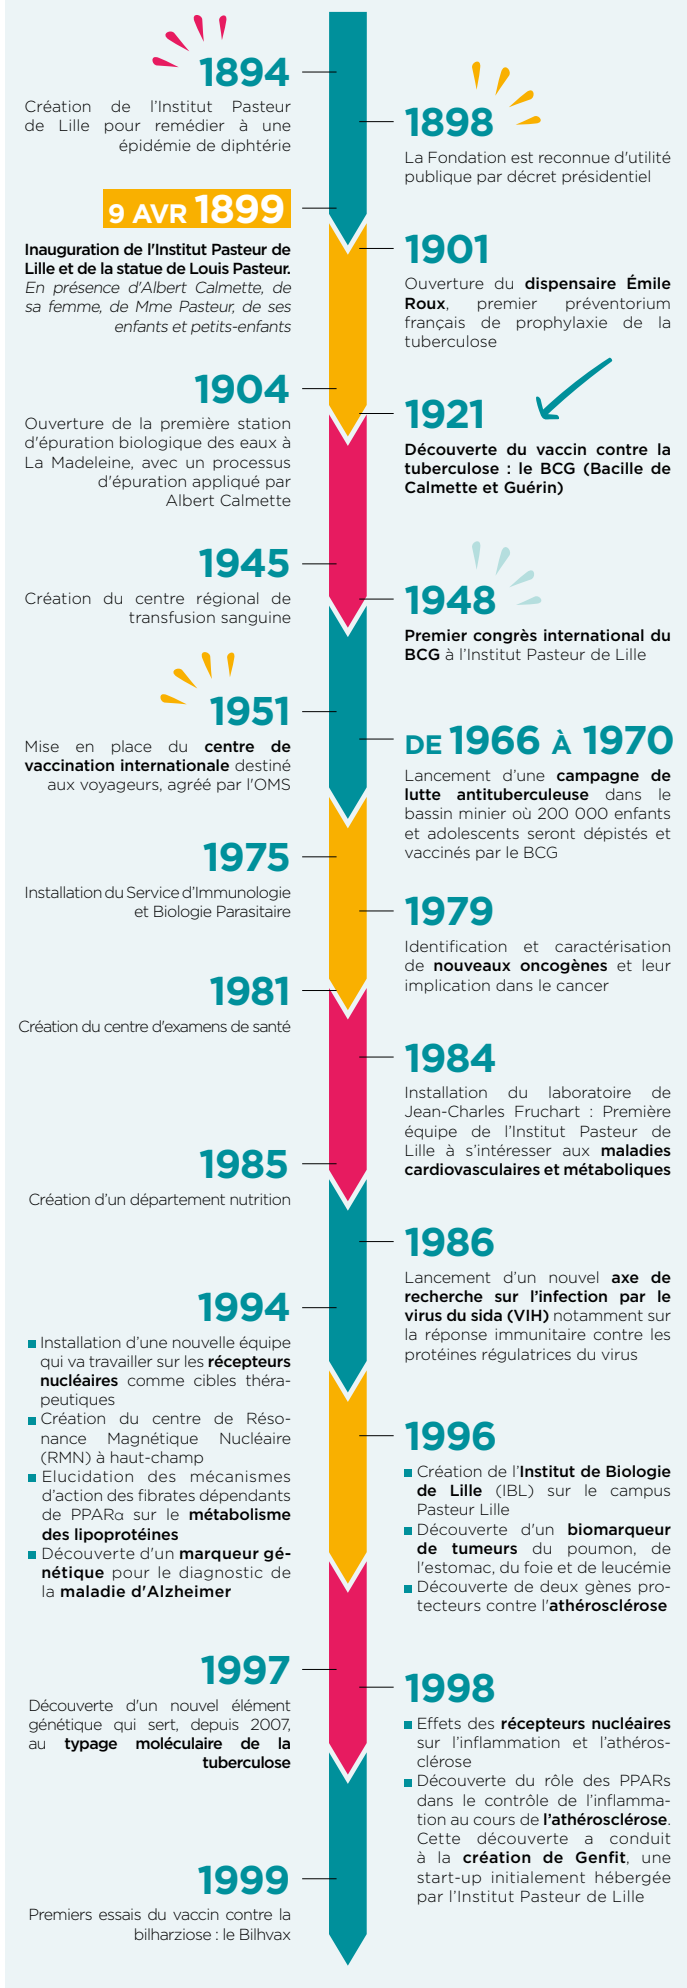 1894
Création de l'Institut Pasteur
de Lille pour remédier à une
épidémie de diphtérie
1898
La Fondation est reconnue d'utilité
publique par décret présidentiel
9 AVR 1899
Inauguration de l'Institut Pasteur de
Lille et de la statue de Louis Pasteur.
En présence d'Albert Calmette, de
sa femme, de Mme Pasteur, de ses
enfants et petits-enfants
1901
Ouverture du dispensaire Émile
Roux, premier préventorium
français de prophylaxie de la
tuberculose
1904
Ouverture de la première station
d'épuration biologique des eaux à
La Madeleine, avec un processus
d'épuration appliqué par
Albert Calmette
1921
Découverte du vaccin contre la
tuberculose : le BCG (Bacille de
Calmette et Guérin)
1945
Création du centre régional de
transfusion sanguine
1948
Premier congrès international du
BCG à l'Institut Pasteur de Lille
1951
Mise en place du centre de
vaccination internationale destiné
aux voyageurs, agréé par l'OMS
DE 1966 À 1970
Lancement d'une campagne de
lutte antituberculeuse dans le
bassin minier où 200 000 enfants
et adolescents seront dépistés et
vaccinés par le BCG
1975
Installation du Service d'Immunologie
et Biologie Parasitaire
1979
Identification et caractérisation
de nouveaux oncogènes et leur
implication dans le cancer
1981
Création du centre d'examens de santé
1984
Installation du laboratoire de
Jean-Charles Fruchart : Première
équipe de l'Institut Pasteur de
Lille à s'intéresser aux maladies
cardiovasculaires et métaboliques
1985
Création d'un département nutrition
1986
Lancement d'un nouvel axe de
recherche sur l'infection par le
virus du sida (VIH) notamment sur
la réponse immunitaire contre les
protéines régulatrices du virus
1994
Installation d'une nouvelle équipe
qui va travailler sur les récepteurs
nucléaires comme cibles théra-
peutiques
Création du centre de Réso-
nance Magnétique Nucléaire
(RMN) à haut-champ
Elucidation des mécanismes
d'action des fibrates dépendants
de PPARα sur le métabolisme
des lipoprotéines
Découverte d'un marqueur gé-
nétique pour le diagnostic de
la maladie d'Alzheimer
1996
Création de l'Institut de Biologie
de Lille (IBL) sur le campus
Pasteur Lille
Découverte d'un biomarqueur
de tumeurs du poumon, de
l'estomac, du foie et de leucémie
Découverte de deux gènes pro-
tecteurs contre l'athérosclérose
1997
Découverte d'un nouvel élément
génétique qui sert, depuis 2007,
au typage moléculaire de la
tuberculose
1998
Effets des récepteurs nucléaires
sur l'inflammation et l'athéros-
clérose
Découverte du rôle des PPARs
dans le contrôle de l'inflamma-
tion au cours de l'athérosclérose.
Cette découverte a conduit
à la création de Genfit, une
start-up initialement hébergée
par l'Institut Pasteur de Lille
1999
Premiers essais du vaccin contre la
bilharziose : le Bilhvax